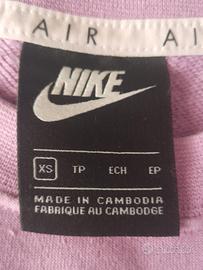 AIR AI
NIKE
XS TP ECH EP
MADE IN CAMBODIA
FABRIQUE AU CAMBODGE